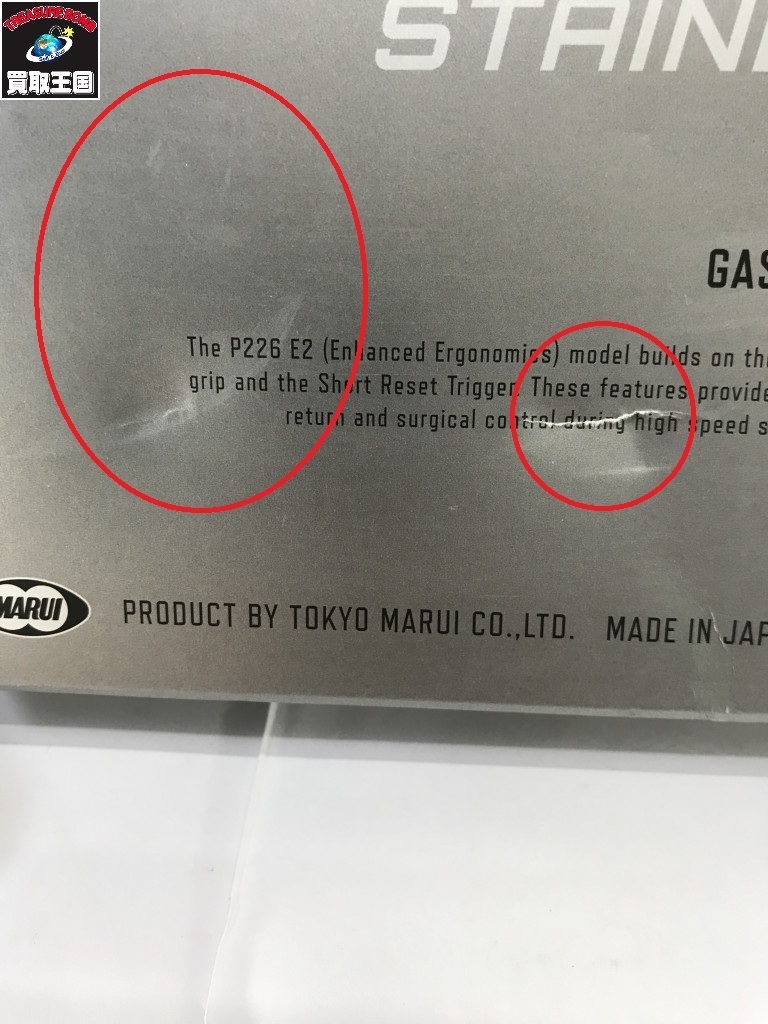 TREASURE BOMB
買取王国
STAIN
GAS
The P226 E2 (Enhanced Ergonomics) model builds on th
grip and the Short Reset Trigger. These features provide
return and surgical control during high speed s
MARUI
PRODUCT BY TOKYO MARUI CO.,LTD. MADE IN JAP